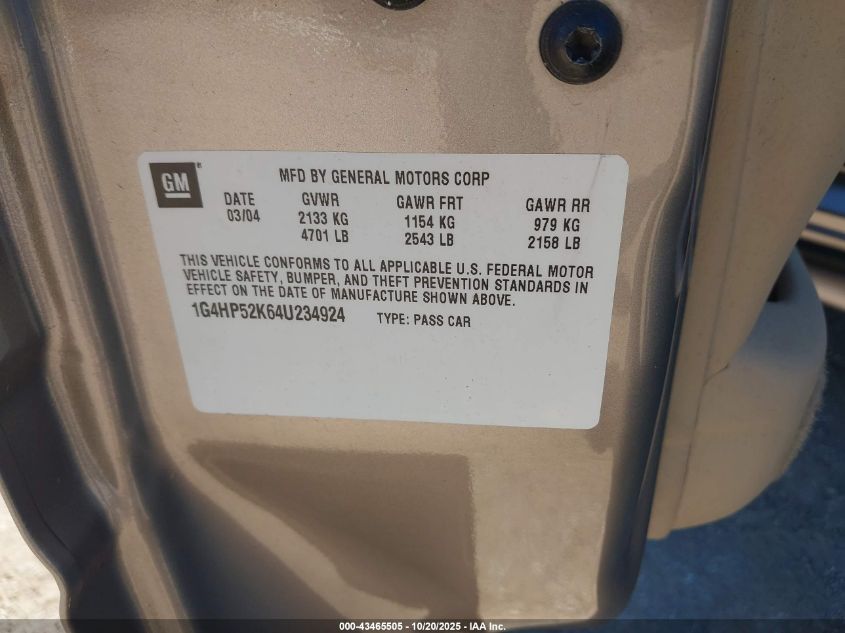 GM
MFD BY GENERAL MOTORS CORP
DATE GVWR GAWR FRT GAWR RR
03/04 2133 KG 1154 KG 979 KG
4701 LB 2543 LB 2158 LB
THIS VEHICLE CONFORMS TO ALL APPLICABLE U.S. FEDERAL MOTOR
VEHICLE SAFETY, BUMPER, AND THEFT PREVENTION STANDARDS IN
EFFECT ON THE DATE OF MANUFACTURE SHOWN ABOVE.
1G4HP52K64U234924 TYPE: PASS CAR
000-43465505 - 10/20/2025 - IAA Inc.